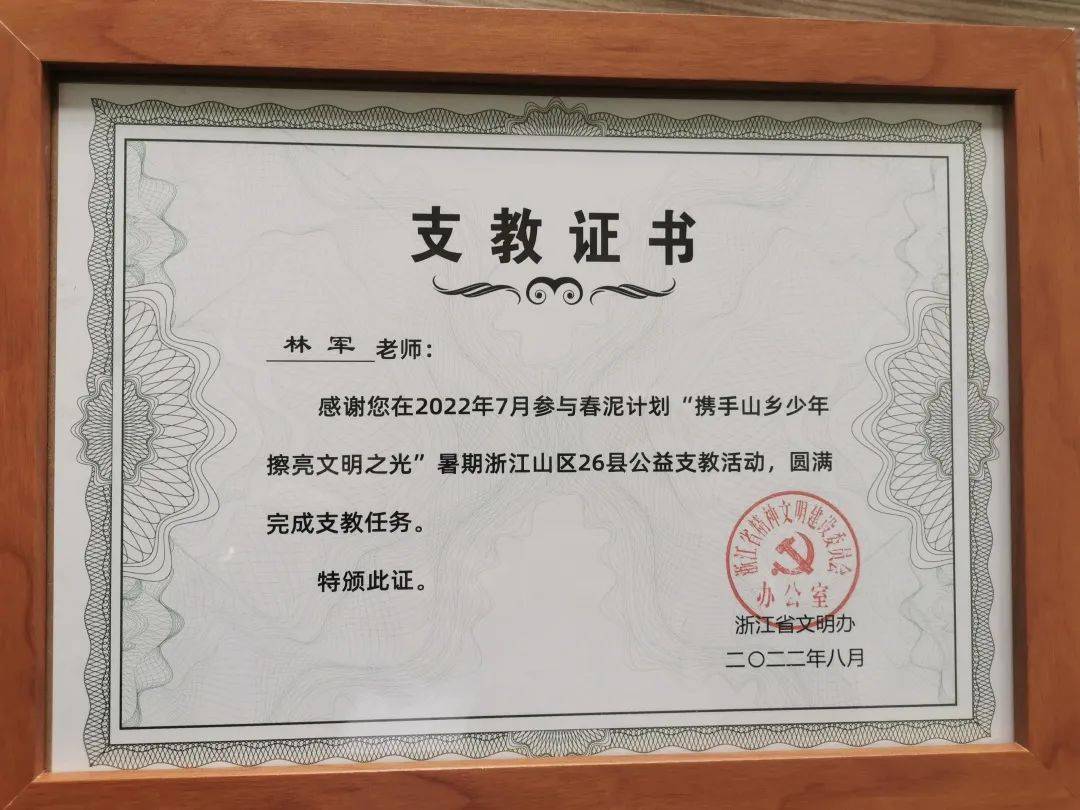 支教证书
林军老师：
感谢您在2022年7月参与春泥计划“携手山乡少年
擦亮文明之光”暑期浙江山区26县公益支教活动，圆满
完成支教任务。
特颁此证。
浙江省精神文明建设委员会
办公室
浙江省文明办
二〇二二年八月